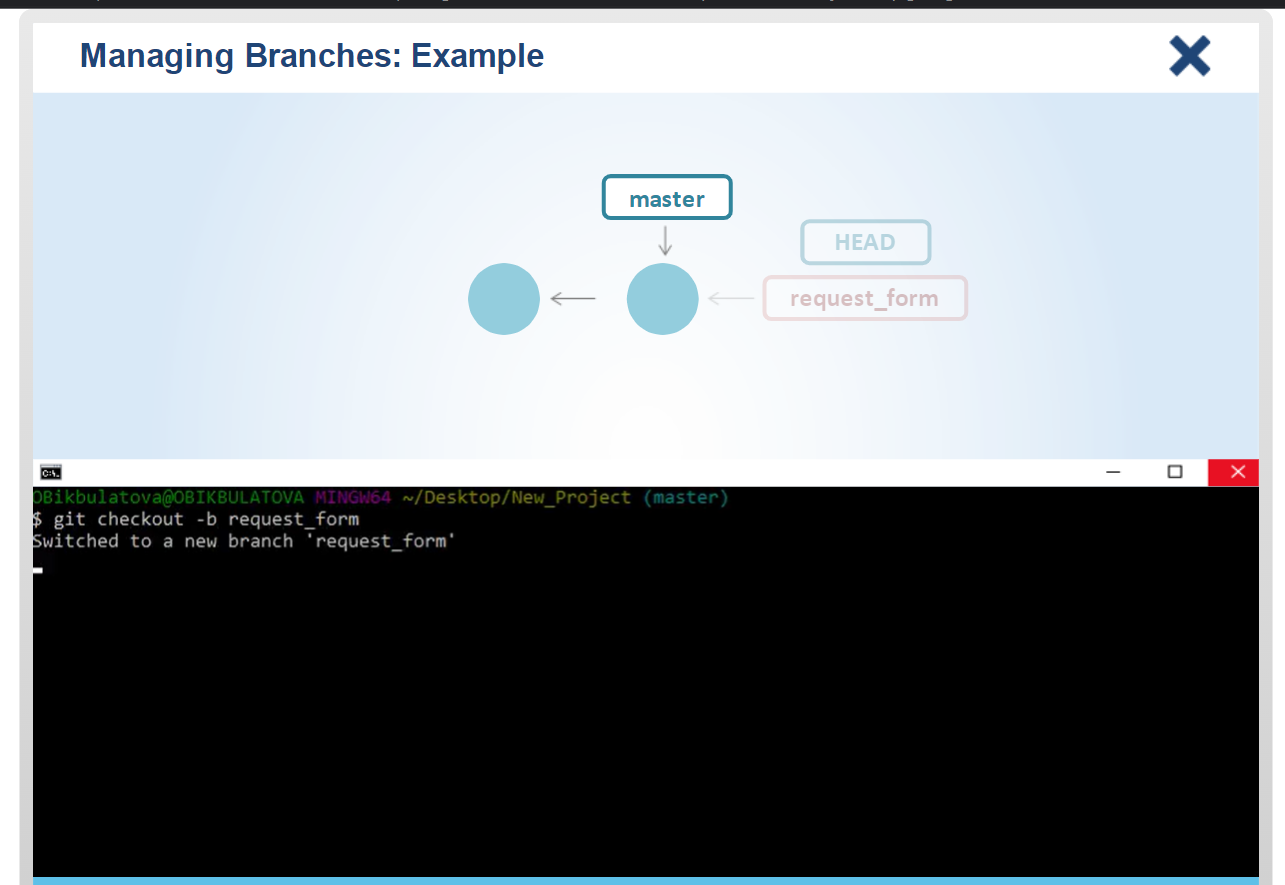 Managing Branches: Example
master
HEAD
request_form
C:\.
OBikbulatova@OBIKBULATOVA MINGW64 ~/Desktop/New_Project (master)
$ git checkout -b request_form
Switched to a new branch 'request_form'